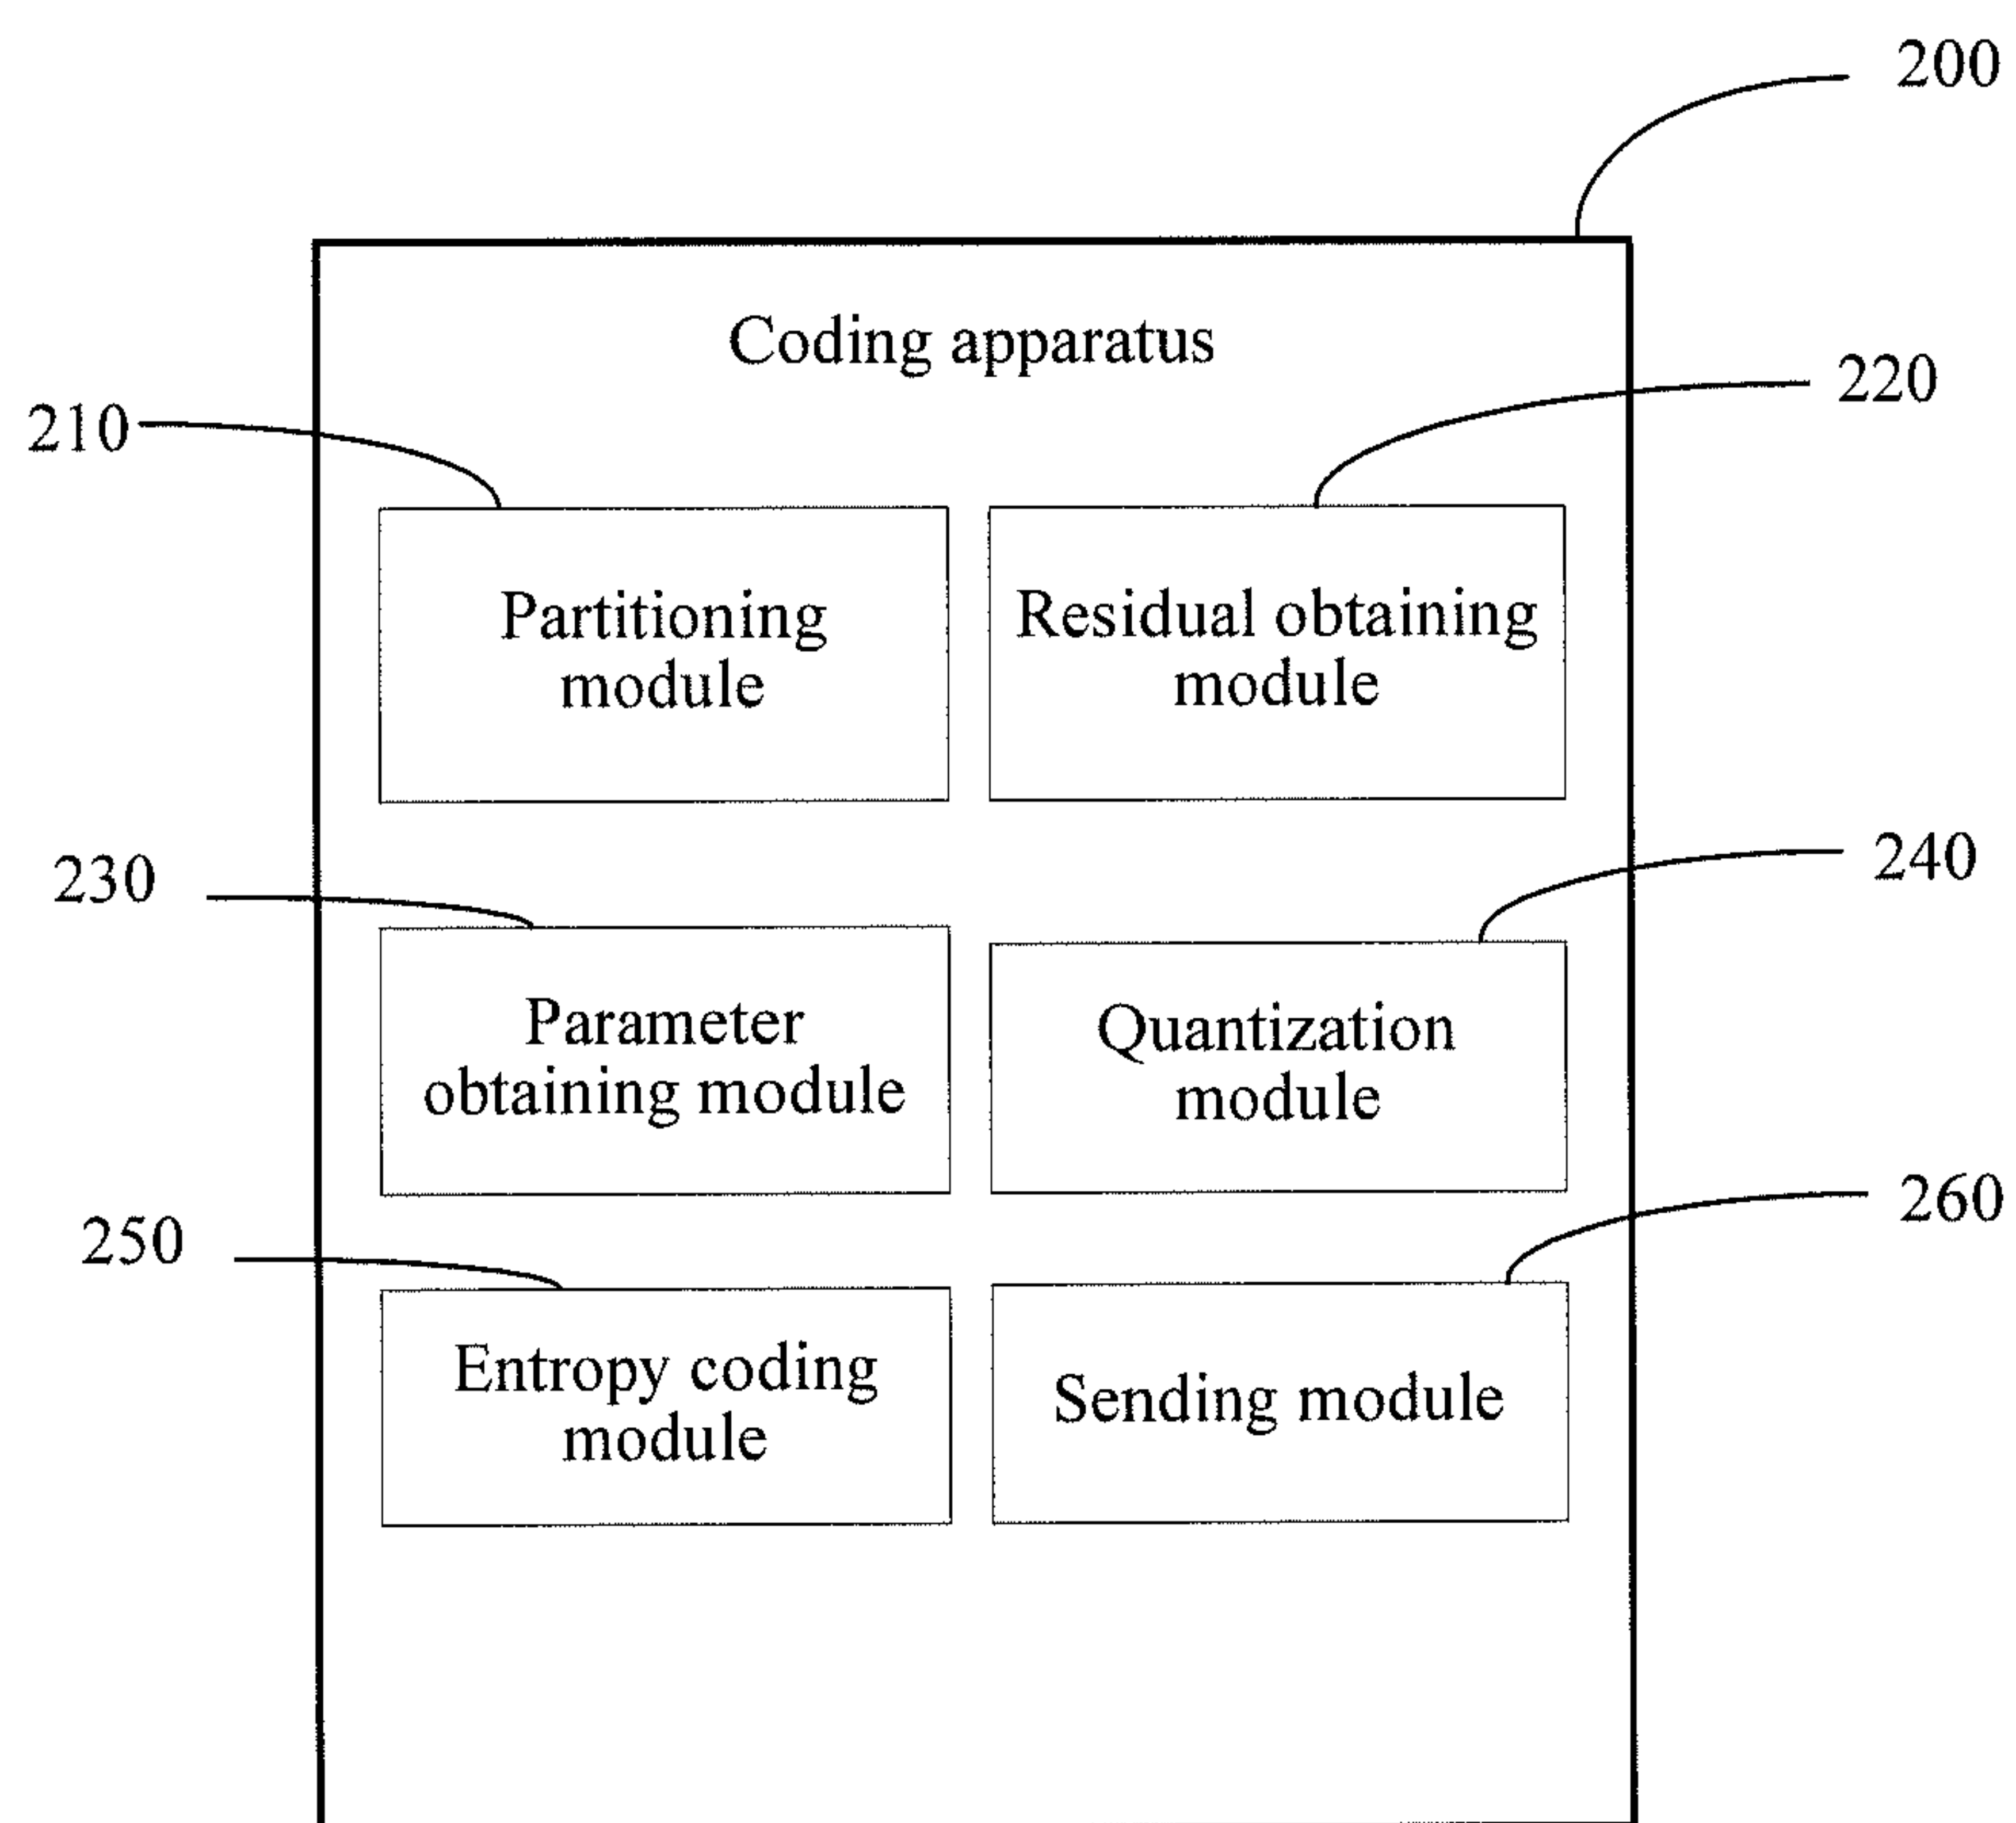 200
Coding apparatus
210
220
Partitioning
module
Residual obtaining
module
230
240
Parameter
obtaining module
Quantization
module
250
260
Entropy coding
module
Sending module